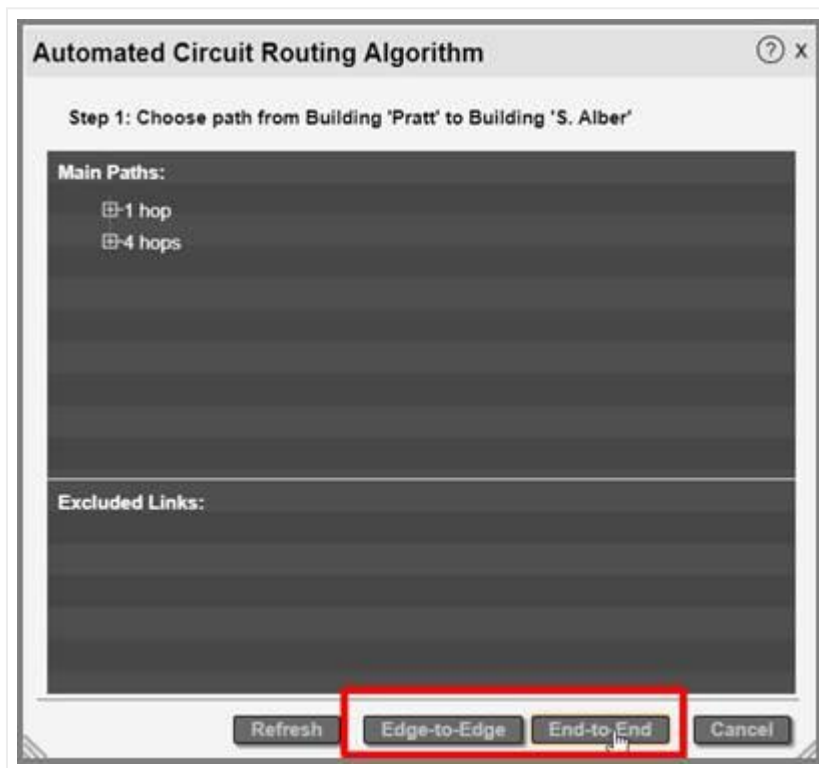 Automated Circuit Routing Algorithm ? x
Step 1: Choose path from Building 'Pratt' to Building 'S. Alber'
Main Paths:
1 hop
4 hops
Excluded Links:
Refresh Edge-to-Edge End-to-End Cancel